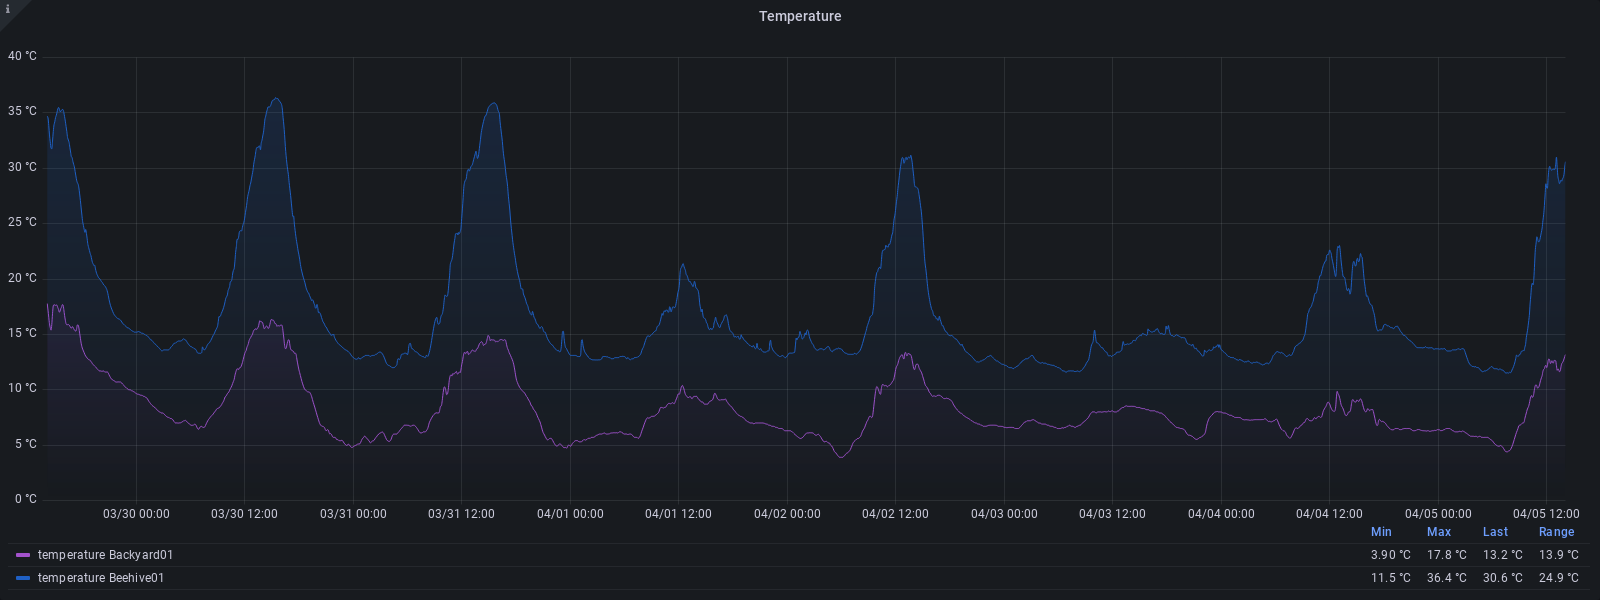 i
Temperature
40 °C
35 °C
30 °C
25 °C
20 °C
15 °C
10 °C
5 °C
0 °C
03/30 00:00 03/30 12:00 03/31 00:00 03/31 12:00 04/01 00:00 04/01 12:00 04/02 00:00 04/02 12:00 04/03 00:00 04/03 12:00 04/04 00:00 04/04 12:00 04/05 00:00 04/05 12:00
Min Max Last Range
temperature Backyard01 3.90 °C 17.8 °C 13.2 °C 13.9 °C
temperature Beehive01 11.5 °C 36.4 °C 30.6 °C 24.9 °C